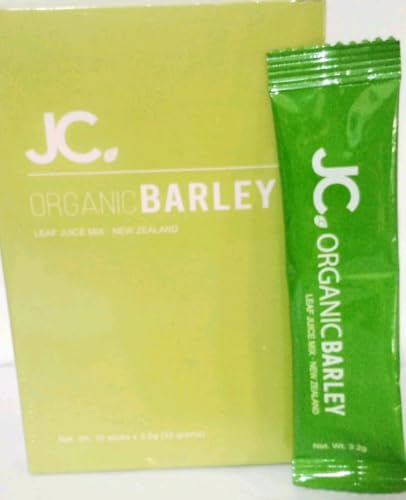 JC.
ORGANICBARLEY
LEAF JUICE MIX - NEW ZEALAND
Net. Wt. 10 sticks x 3.2g (32 grams)
JC.
ORGANICBARLEY
LEAF JUICE MIX - NEW ZEALAND
Net. Wt. 3.2g